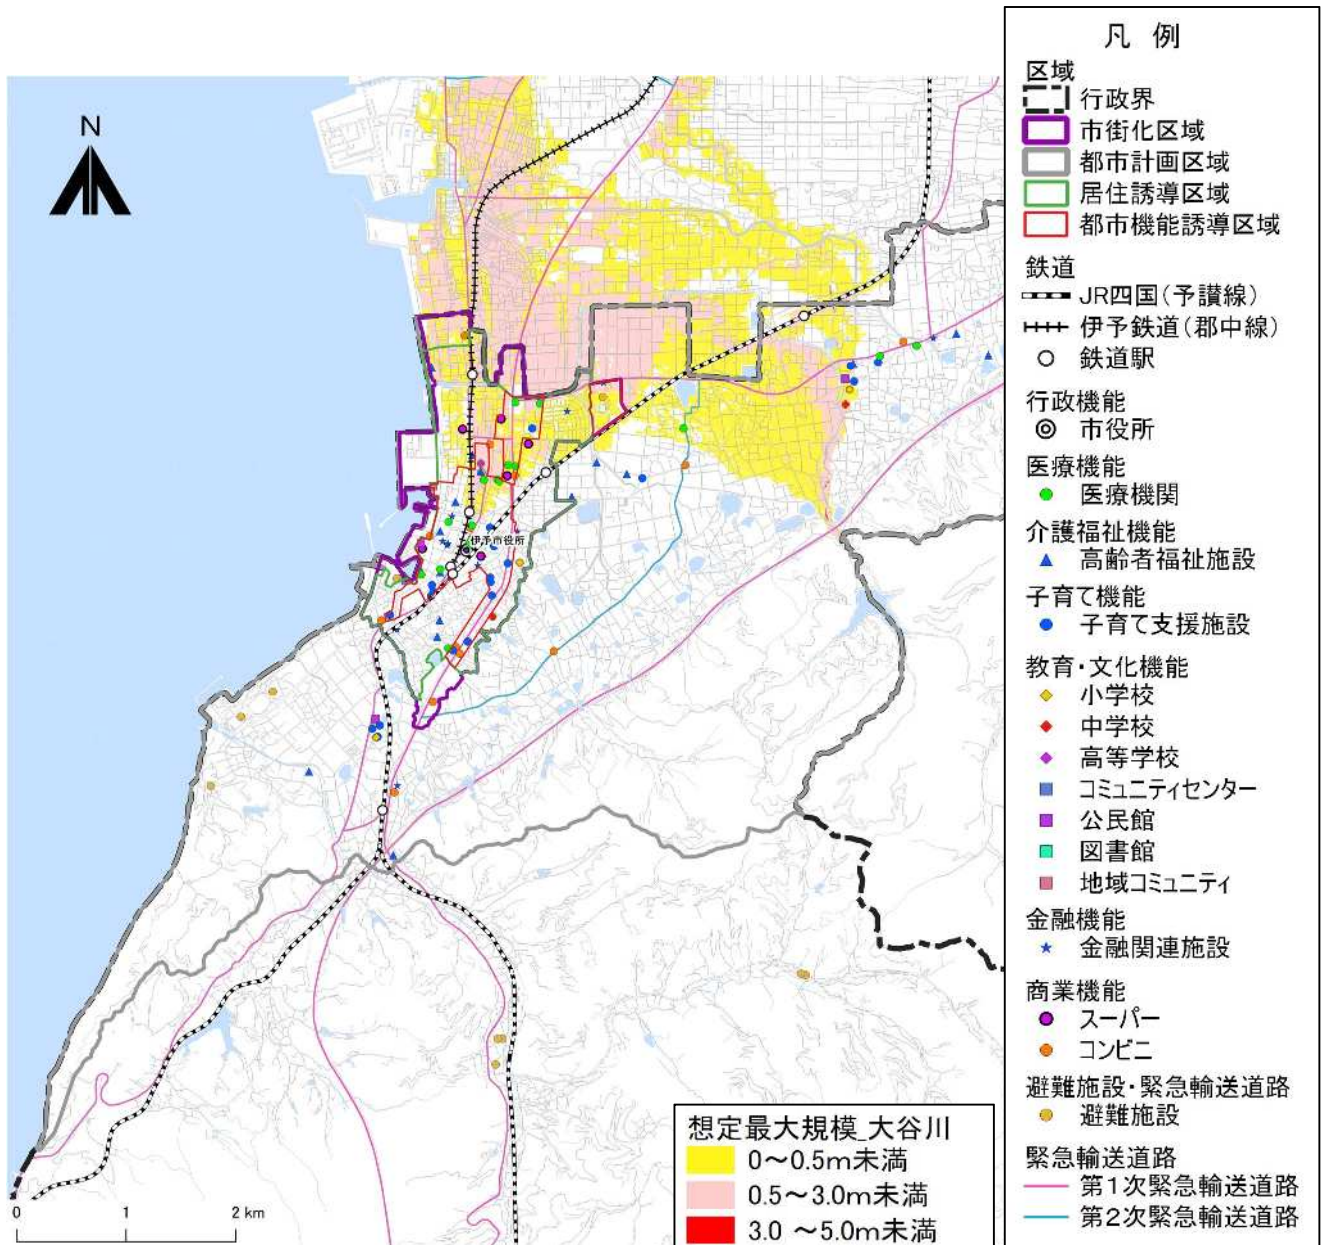 凡 例
区域
行政界
市街化区域
都市計画区域
居住誘導区域
都市機能誘導区域
鉄道
JR四国(予讃線)
伊予鉄道(郡中線)
鉄道駅
行政機能
市役所
医療機能
医療機関
介護福祉機能
高齢者福祉施設
子育て機能
子育て支援施設
教育・文化機能
小学校
中学校
高等学校
コミュニティセンター
公民館
図書館
地域コミュニティ
金融機能
金融関連施設
商業機能
スーパー
コンビニ
避難施設・緊急輸送道路
避難施設
緊急輸送道路
第1次緊急輸送道路
第2次緊急輸送道路
N
伊予市役所
想定最大規模_大谷川
0～0.5m未満
0.5～3.0m未満
3.0 ～5.0m未満
0 1 2 km